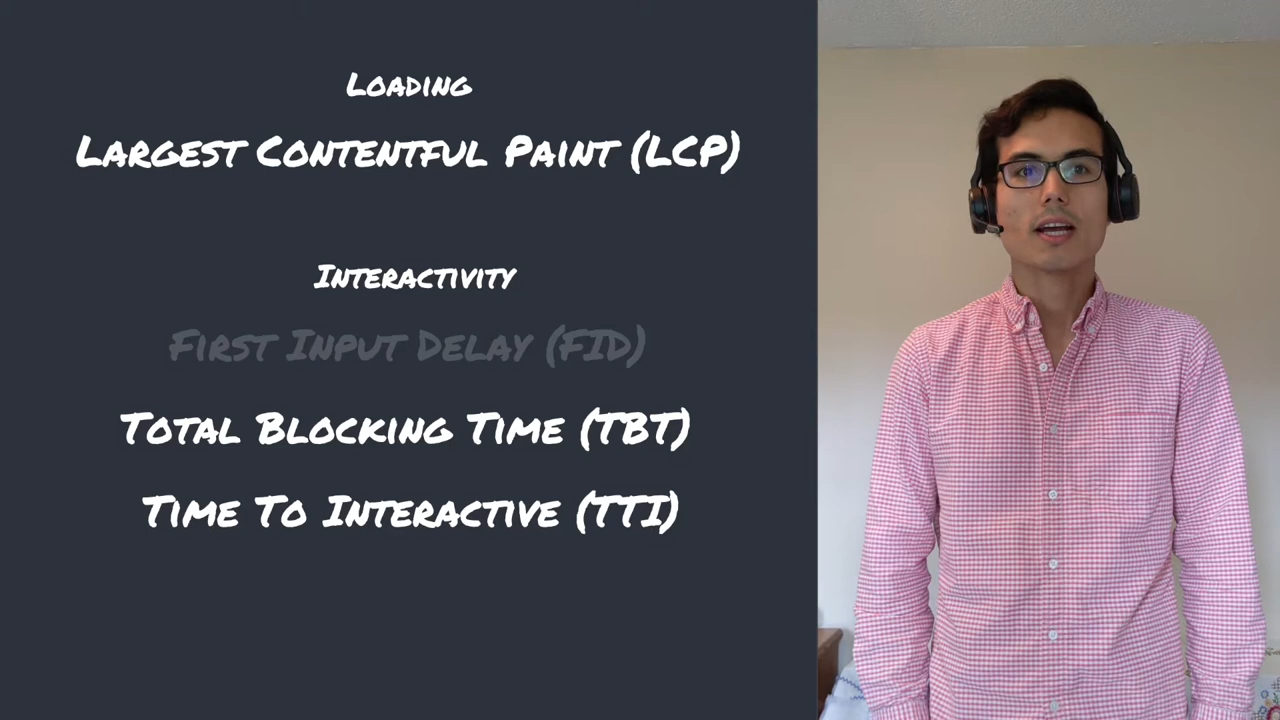 Loading
Largest Contentful Paint (LCP)
Interactivity
First Input Delay (FID)
Total Blocking Time (TBT)
Time To Interactive (TTI)